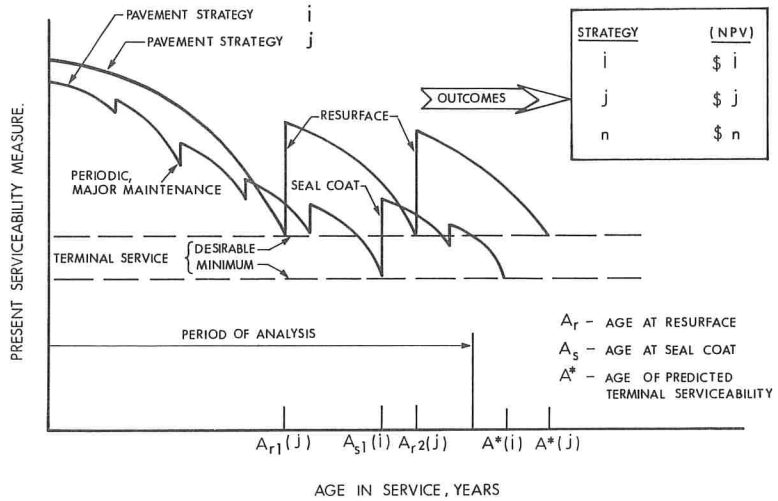 PAVEMENT STRATEGY i
PAVEMENT STRATEGY j
STRATEGY (NPV)
i $ i
j $ j
n $ n
OUTCOMES
RESURFACE
PERIODIC,
MAJOR MAINTENANCE
SEAL COAT
TERMINAL SERVICE { DESIRABLE
MINIMUM
PRESENT SERVICEABILITY MEASURE.
PERIOD OF ANALYSIS
Ar – AGE AT RESURFACE
As – AGE AT SEAL COAT
A* – AGE OF PREDICTED
TERMINAL SERVICEABILITY
Ar1(j) As1(i) Ar2(j) A*(i) A*(j)
AGE IN SERVICE, YEARS